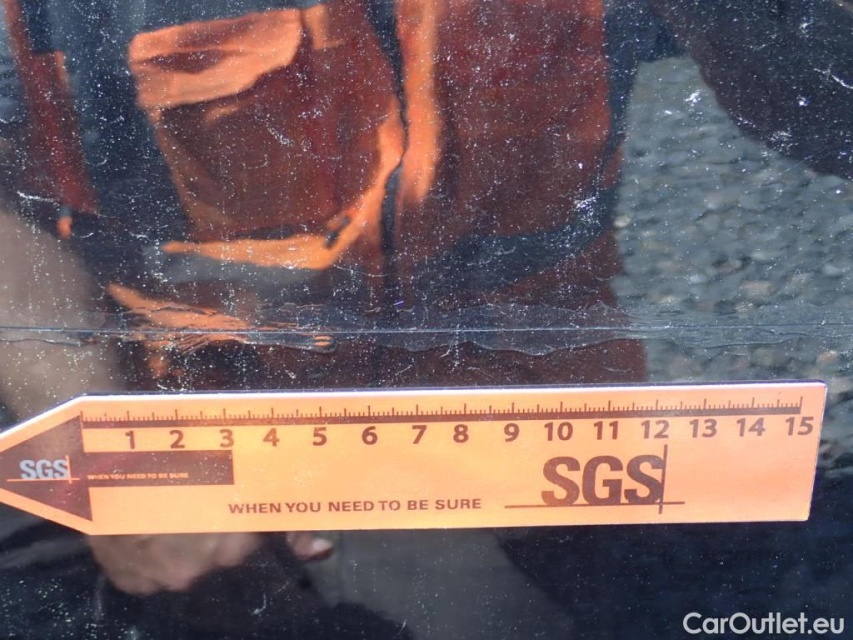 1 2 3 4 5 6 7 8 9 10 11 12 13 14 15
SGS WHEN YOU NEED TO BE SURE
SGS
WHEN YOU NEED TO BE SURE
CarOutlet.eu